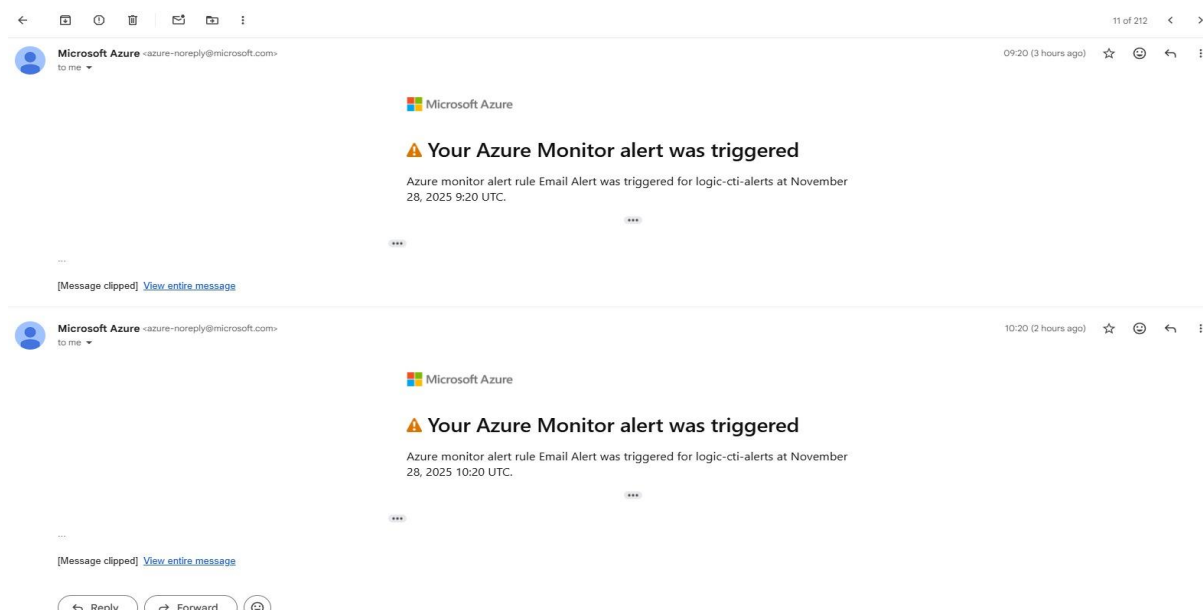 11 of 212
Microsoft Azure <azure-noreply@microsoft.com>
09:20 (3 hours ago)
to me
Microsoft Azure
Your Azure Monitor alert was triggered
Azure monitor alert rule Email Alert was triggered for logic-cti-alerts at November
28, 2025 9:20 UTC.
...
[Message clipped] View entire message
Microsoft Azure <azure-noreply@microsoft.com>
10:20 (2 hours ago)
to me
Microsoft Azure
Your Azure Monitor alert was triggered
Azure monitor alert rule Email Alert was triggered for logic-cti-alerts at November
28, 2025 10:20 UTC.
...
[Message clipped] View entire message
Reply
Forward